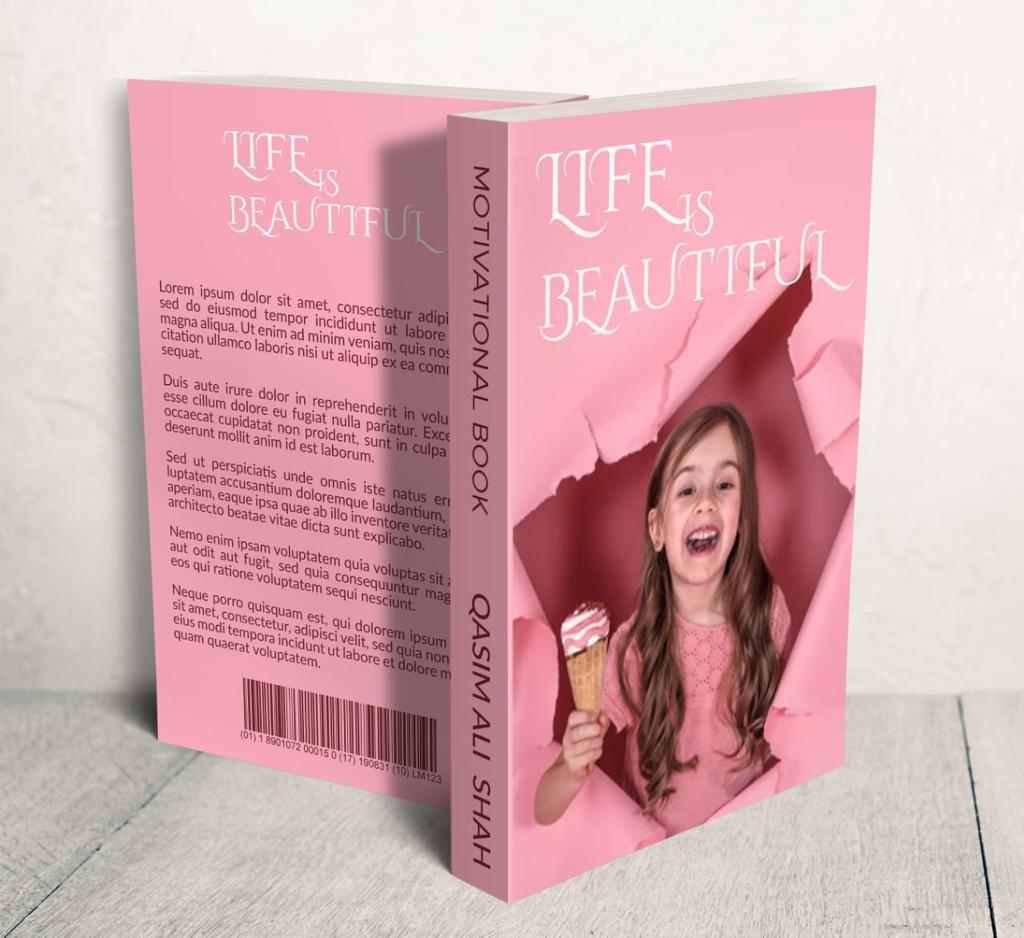 LIFE
IS
BEAUTIFUL
Lorem ipsum dolor sit amet, consectetur adipi
sed do eiusmod tempor incididunt ut labore
magna aliqua. Ut enim ad minim veniam, quis nos
citation ullamco laboris nisi ut aliquip ex ea com
sequat.
Duis aute irure dolor in reprehenderit in volu
esse cillum dolore eu fugiat nulla pariatur. Exce
occaecat cupidatat non proident, sunt in culpa
deserunt mollit anim id est laborum.
Sed ut perspiciatis unde omnis iste natus err
luptatem accusantium doloremque laudantium,
aperiam, eaque ipsa quae ab illo inventore verita
architecto beatae vitae dicta sunt explicabo.
Nemo enim ipsam voluptatem quia voluptas sit
aut odit aut fugit, sed quia consequuntur mag
eos qui ratione voluptatem sequi nesciunt.
Neque porro quisquam est, qui dolorem ipsum
sit amet, consectetur, adipisci velit, sed quia non
eius modi tempora incidunt ut labore et dolore m
quam quaerat voluptatem.
(01) 1 8901072 00015 0 (17) 190831 (10) LM123
MOTIVATIONAL BOOK
QASIM ALI SHAH
LIFE
IS
BEAUTIFUL